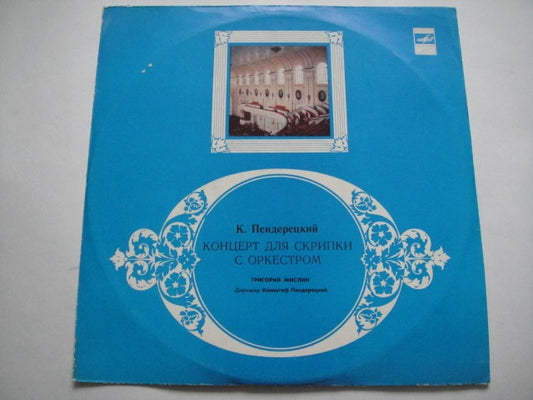 К. Пендерецкий
КОНЦЕРТ ДЛЯ СКРИПКИ
С ОРКЕСТРОМ
ГРИГОРИЙ ЖИСЛИН
Дирижер Кшиштоф Пендерецкий